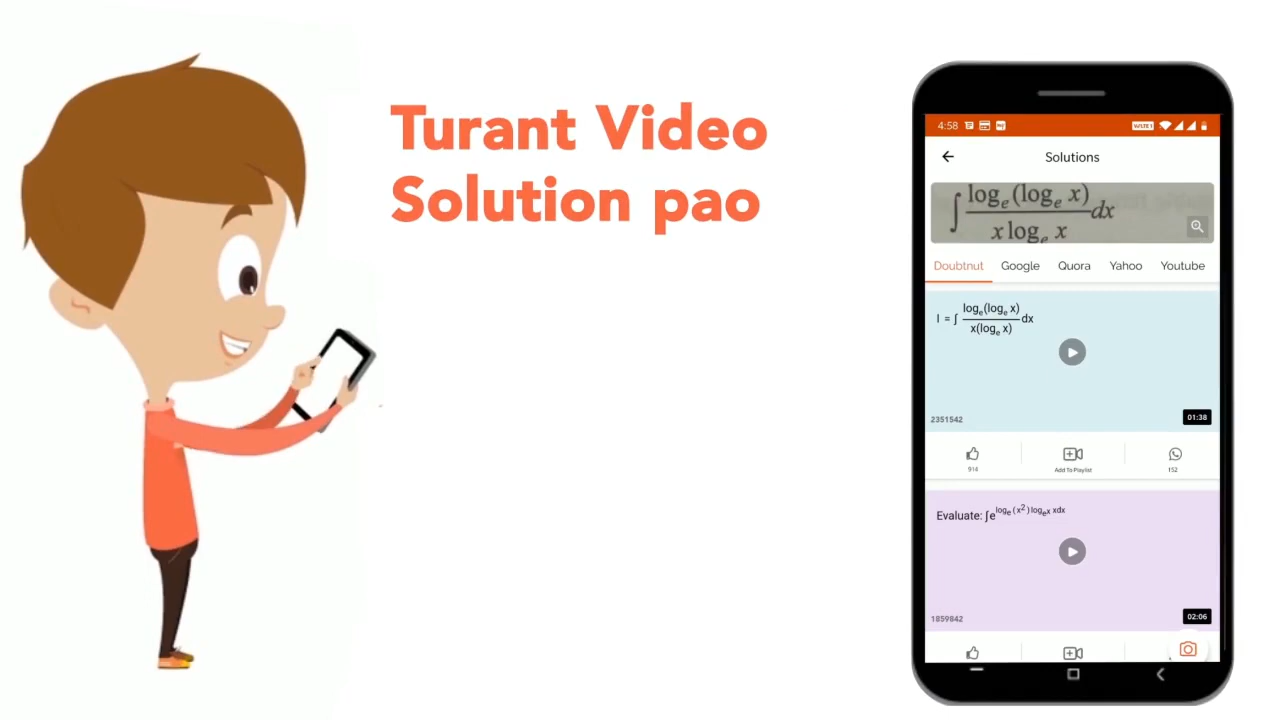 Turant Video
Solution pao
4:58
VoLTE1
Solutions
∫ logₑ(logₑ x) / x logₑ x dx
Doubtnut Google Quora Yahoo Youtube
I = ∫ logₑ(logₑ x) / x(logₑ x) dx
2351542 01:38
914 Add To Playlist 152
Evaluate: ∫e^logₑ(x²)logₑx xdx
1859842 02:06